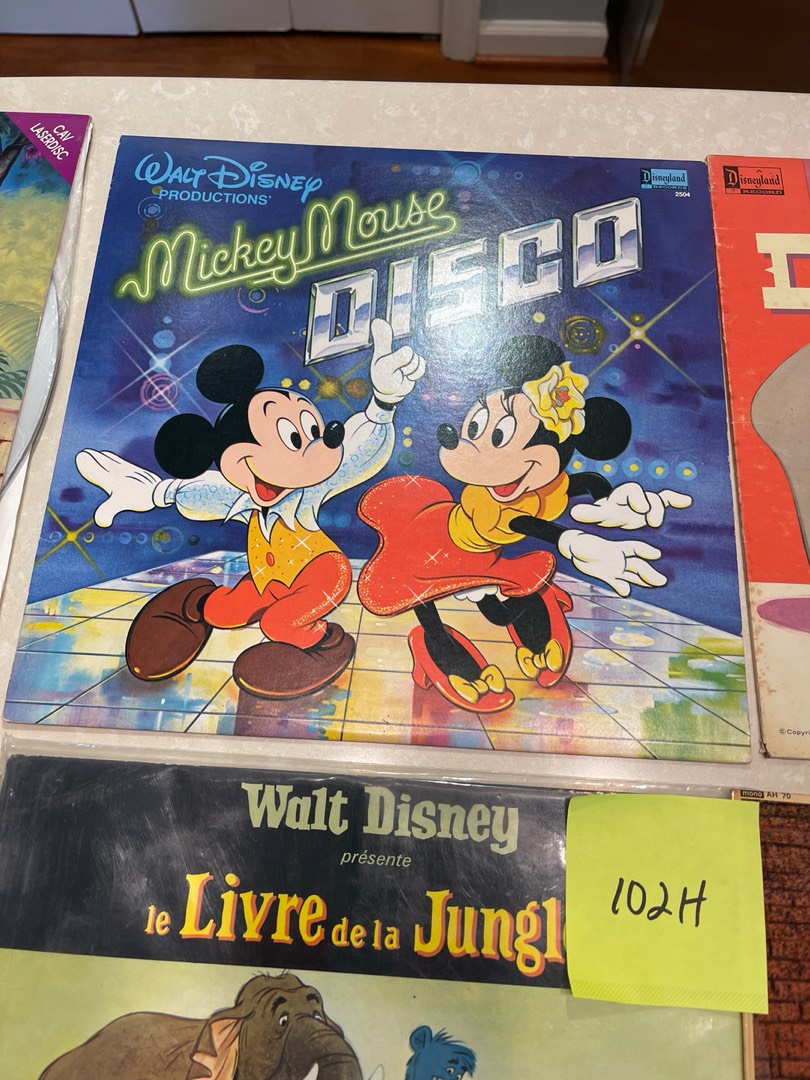 CAV
LASERDISC
WALT DISNEY
PRODUCTIONS'
Mickey Mouse
DISCO
Disneyland
RECORDS
2504
Disneyland
RECORD
mono AH 70
Walt Disney
présente
le Livre de la Jungl
102H